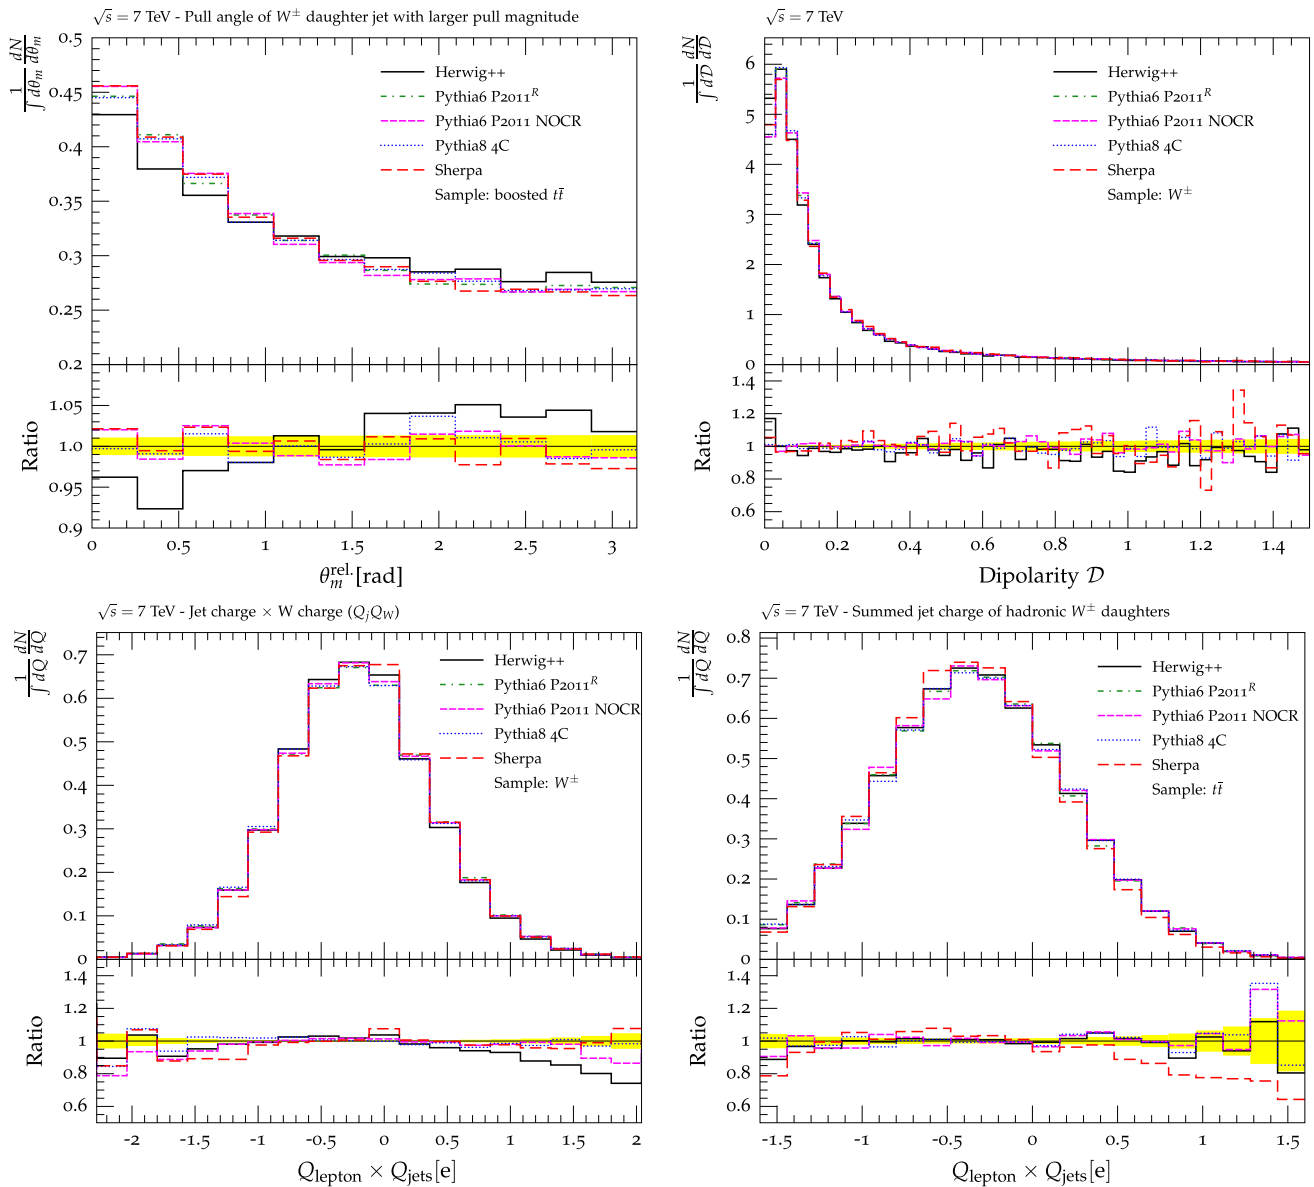 √s = 7 TeV - Pull angle of W± daughter jet with larger pull magnitude
1/∫dθm dN/dθm
0.5
0.45
0.4
0.35
0.3
0.25
0.2
Herwig++
Pythia6 P2011^R
Pythia6 P2011 NOCR
Pythia8 4C
Sherpa
Sample: boosted tt̄
Ratio
1.05
1.0
0.95
0.9
0 0.5 1 1.5 2 2.5 3
θm^rel. [rad]
√s = 7 TeV
1/∫dD dN/dD
6
5
4
3
2
1
0
Herwig++
Pythia6 P2011^R
Pythia6 P2011 NOCR
Pythia8 4C
Sherpa
Sample: W±
Ratio
1.4
1.2
1
0.8
0.6
0 0.2 0.4 0.6 0.8 1 1.2 1.4
Dipolarity D
√s = 7 TeV - Jet charge × W charge (QjQW)
1/∫dQ dN/dQ
0.7
0.6
0.5
0.4
0.3
0.2
0.1
0
Herwig++
Pythia6 P2011^R
Pythia6 P2011 NOCR
Pythia8 4C
Sherpa
Sample: W±
Ratio
1.4
1.2
1
0.8
0.6
-2 -1.5 -1 -0.5 0 0.5 1 1.5 2
Qlepton × Qjets [e]
√s = 7 TeV - Summed jet charge of hadronic W± daughters
1/∫dQ dN/dQ
0.8
0.7
0.6
0.5
0.4
0.3
0.2
0.1
0
Herwig++
Pythia6 P2011^R
Pythia6 P2011 NOCR
Pythia8 4C
Sherpa
Sample: tt̄
Ratio
1.4
1.2
1
0.8
0.6
-1.5 -1 -0.5 0 0.5 1 1.5
Qlepton × Qjets [e]